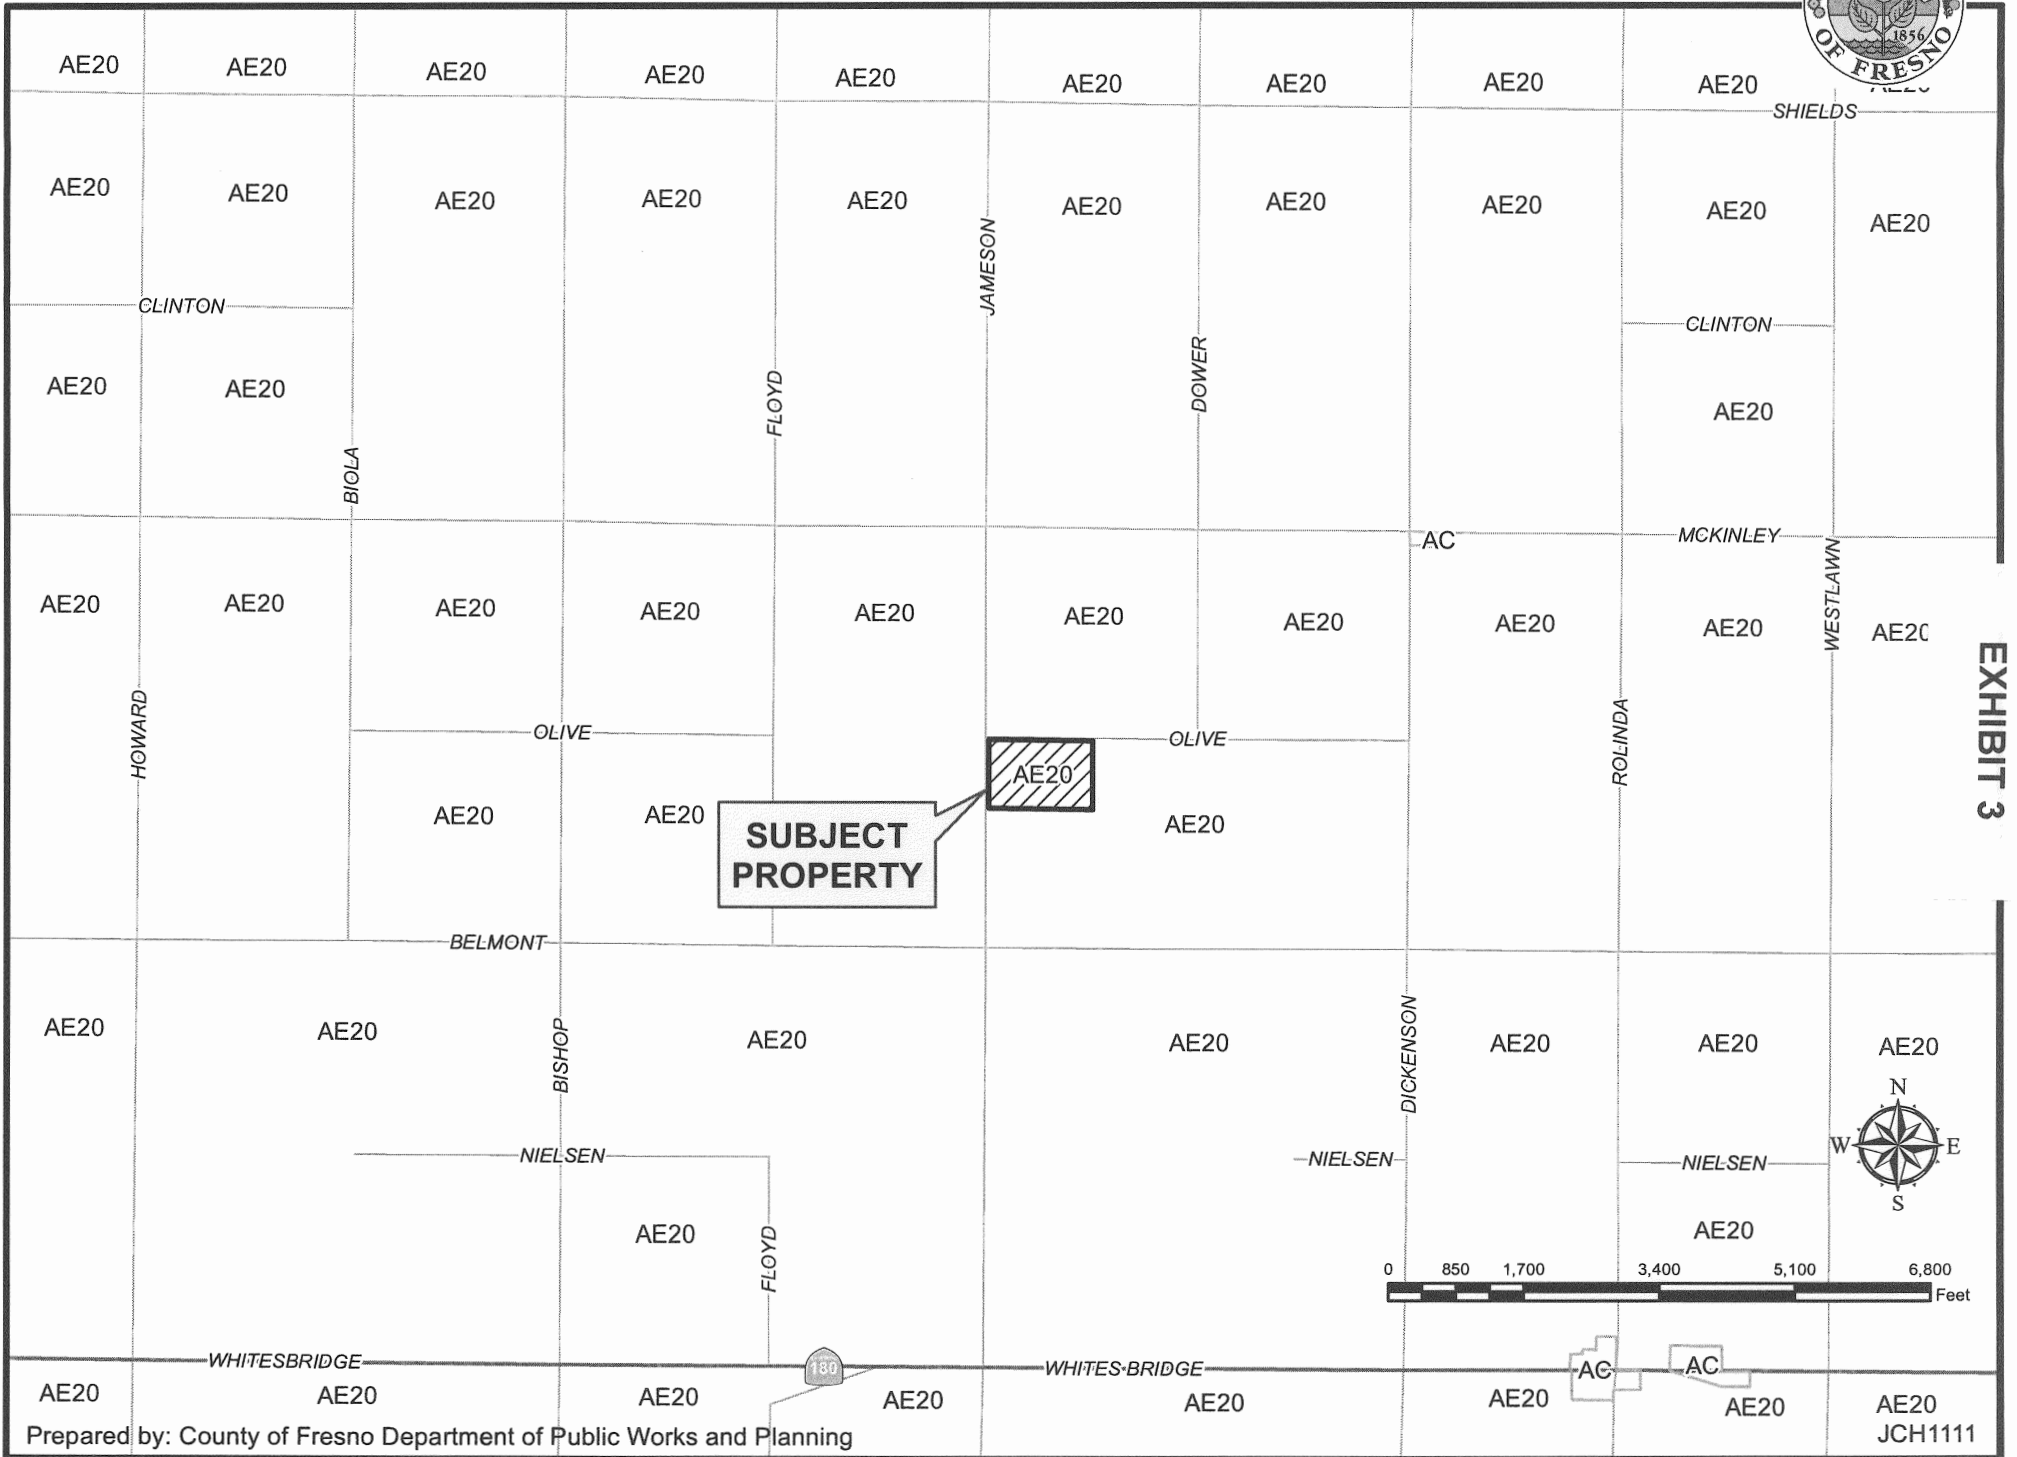 1856
OF FRESNO
AE20 AE20 AE20 AE20 AE20 AE20 AE20 AE20 AE20
SHIELDS
AE20 AE20 AE20 AE20 AE20 AE20 AE20 AE20 AE20 AE20
JAMESON
CLINTON
CLINTON
DOWER
FLOYD
AE20 AE20 AE20
BIOLA
AC
MCKINLEY
WESTLAWN
AE20 AE20 AE20 AE20 AE20 AE20 AE20 AE20 AE20 AE20
EXHIBIT 3
HOWARD
OLIVE
OLIVE
ROLINDA
AE20
AE20 AE20 AE20
SUBJECT
PROPERTY
BELMONT
AE20 AE20 AE20 AE20 AE20 AE20 AE20
BISHOP
DICKENSON
N
W E
S
NIELSEN
NIELSEN
NIELSEN
AE20 AE20
FLOYD
0 850 1,700 3,400 5,100 6,800
Feet
WHITESBRIDGE
180
WHITES BRIDGE
AC AC
AE20 AE20 AE20 AE20 AE20 AE20 AE20 AE20
Prepared by: County of Fresno Department of Public Works and Planning
JCH1111